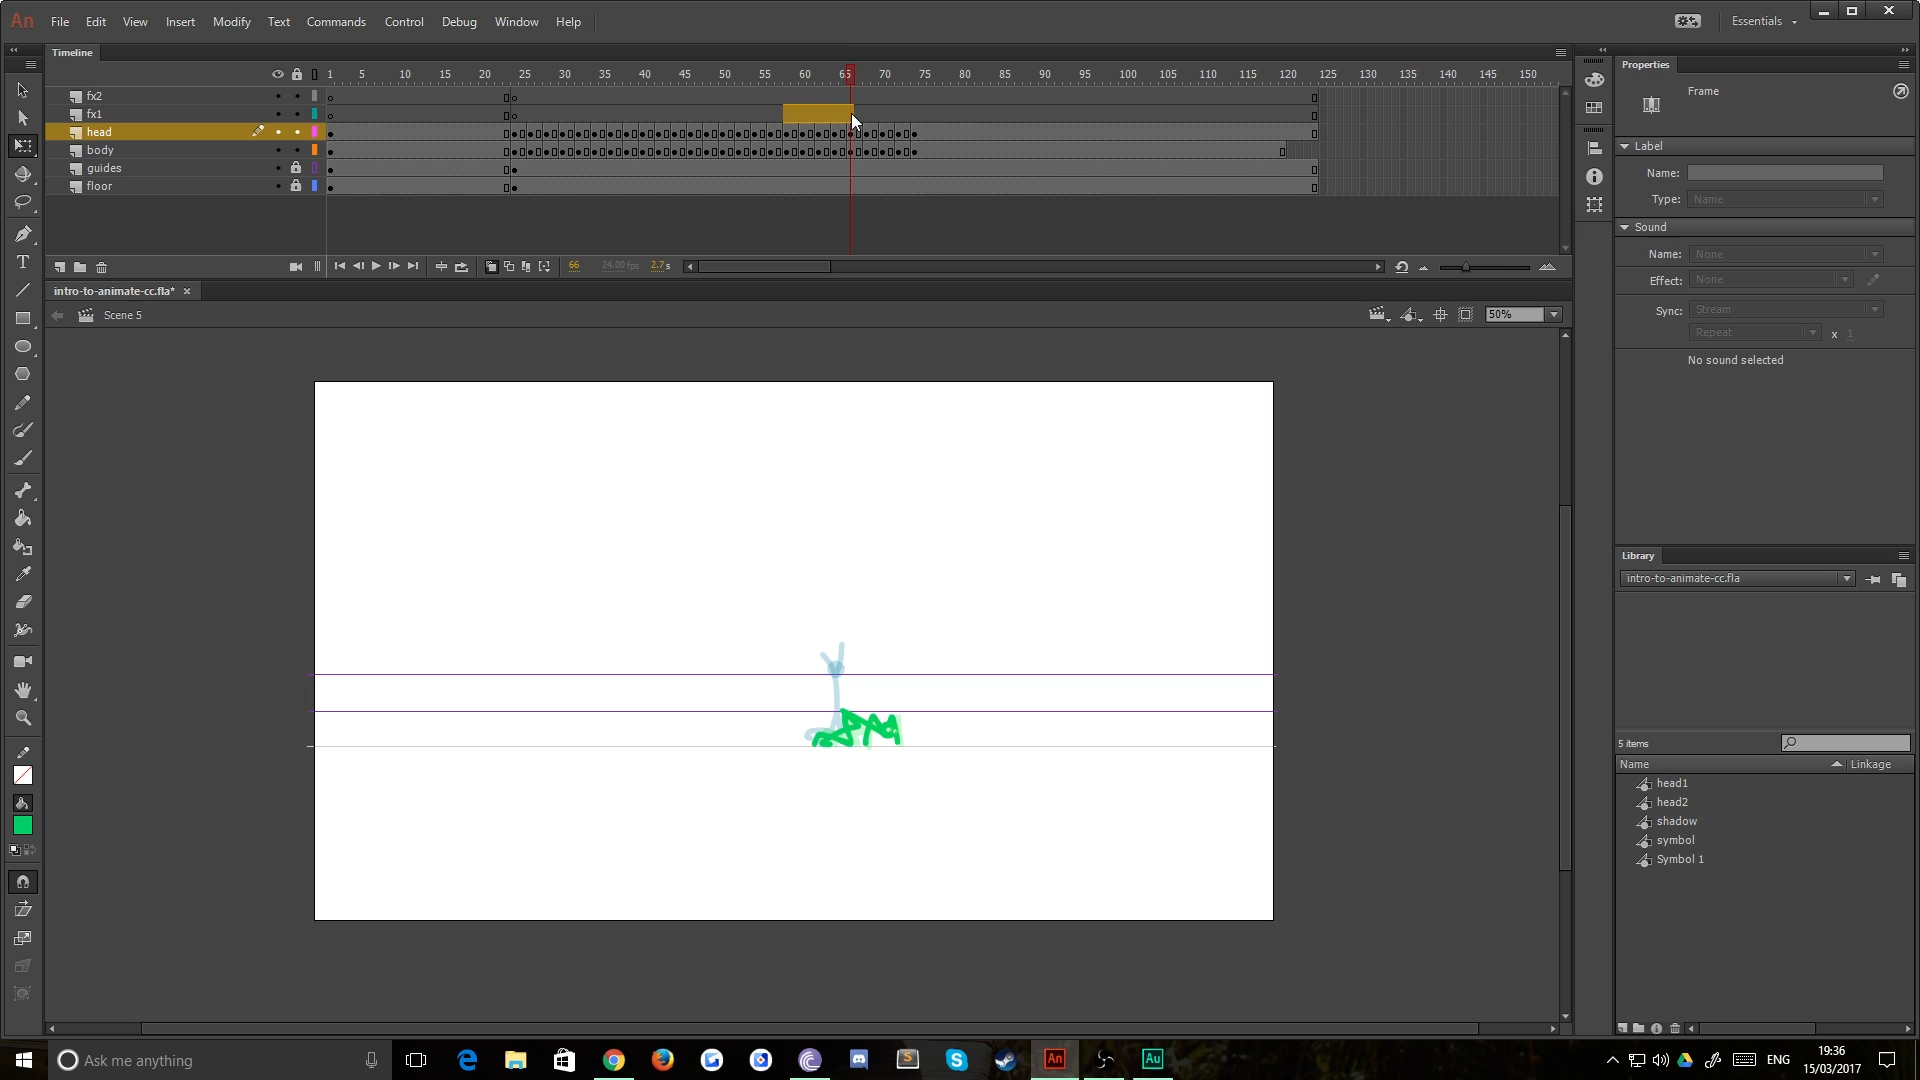 An File Edit View Insert Modify Text Commands Control Debug Window Help Essentials
Timeline
1 5 10 15 20 25 30 35 40 45 50 55 60 65 70 75 80 85 90 95 100 105 110 115 120 125 130 135 140 145 150
fx2
fx1
head
body
guides
floor
66 24.00 fps 2.7 s
intro-to-animate-cc.fla*
Scene 5
50%
Properties
Frame
Label
Name:
Type: Name
Sound
Name: None
Effect: None
Sync: Stream
Repeat x 1
No sound selected
Library
intro-to-animate-cc.fla
5 items
Name Linkage
head1
head2
shadow
symbol
Symbol 1
Ask me anything
An
Au
ENG
19:36
15/03/2017